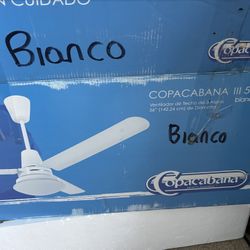 N CUIDADO
Bianco
Copacabana
COPACABANA III 5
Ventilador de Techo de 3 Aspas
56" (142.24 cm) de Diámetro
blanc
Bianco
Copacabana